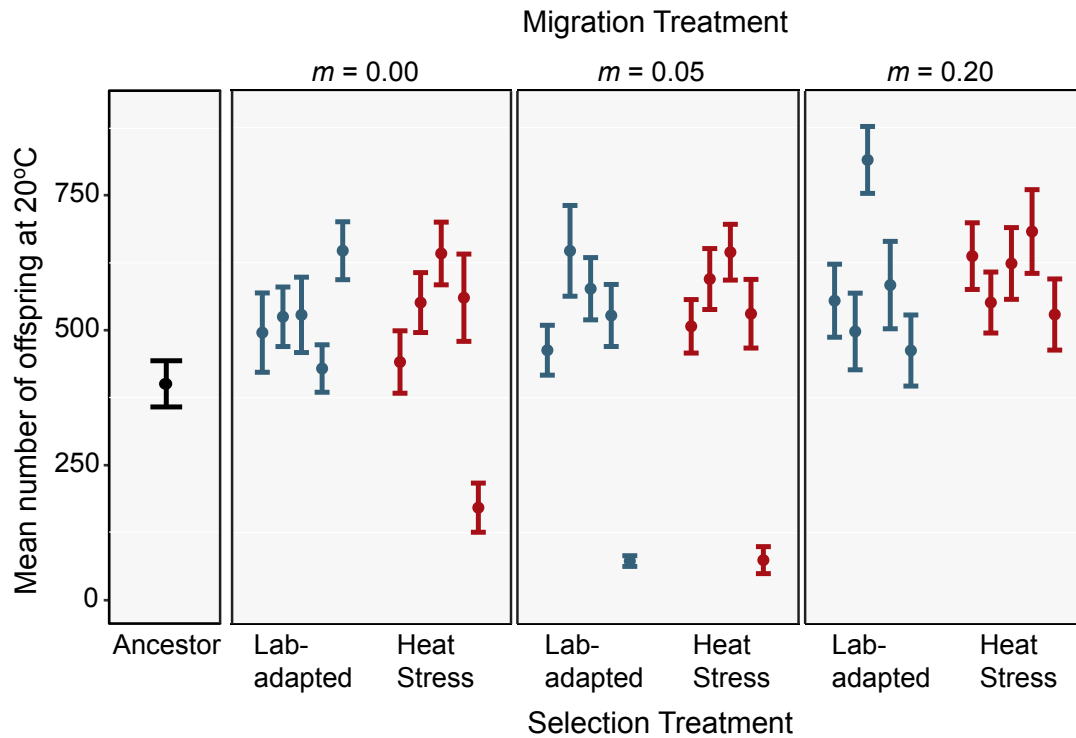 Migration Treatment
m = 0.00
m = 0.05
m = 0.20
Mean number of offspring at 20ºC
750
500
250
0
Ancestor
Lab-
adapted
Heat
Stress
Lab-
adapted
Heat
Stress
Lab-
adapted
Heat
Stress
Selection Treatment